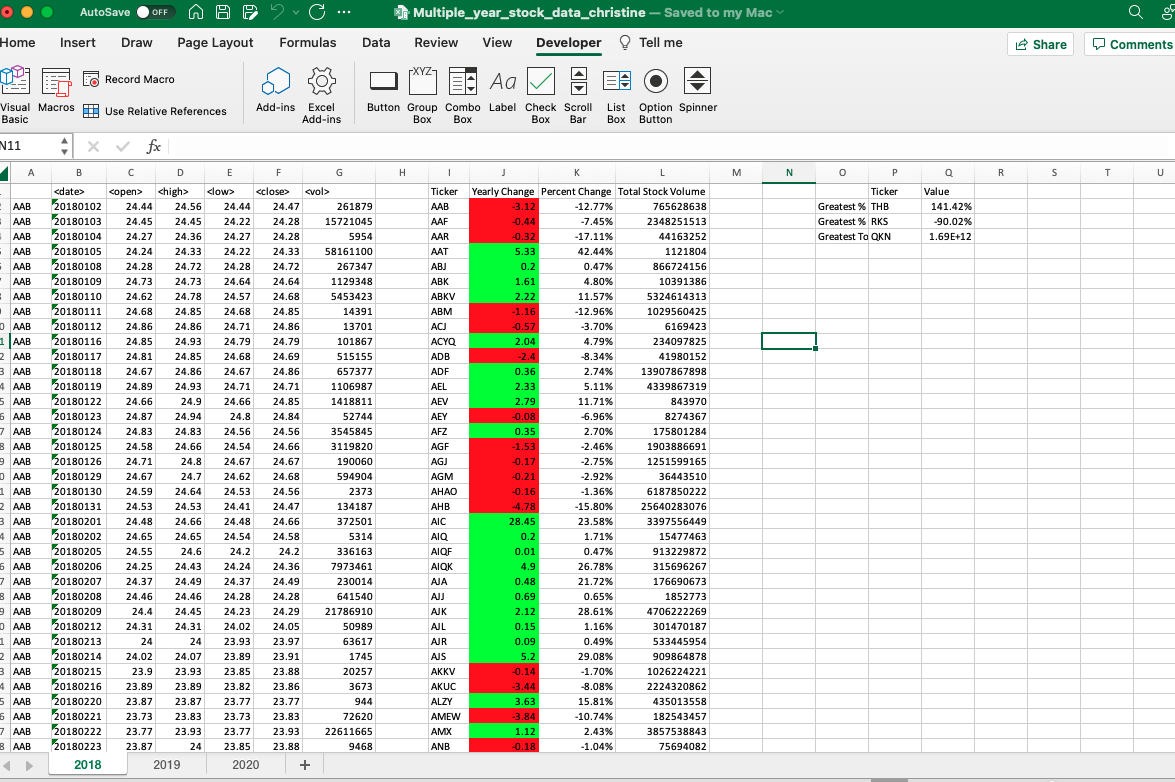 AutoSave OFF Multiple_year_stock_data_christine — Saved to my Mac
Home Insert Draw Page Layout Formulas Data Review View Developer Tell me Share Comments
Visual Basic Macros Record Macro Use Relative References Add-ins Excel Add-ins Button Group Box Combo Box Label Check Box Scroll Bar List Box Option Button Spinner
XYZ Aa
N11 fx
A B C D E F G H I J K L M N O P Q R S T U
<date> <open> <high> <low> <close> <vol> Ticker Yearly Change Percent Change Total Stock Volume Ticker Value
AAB 20180102 24.44 24.56 24.44 24.47 261879 AAB -3.12 -12.77% 765628638 Greatest % THB 141.42%
AAB 20180103 24.45 24.45 22.28 24.28 15721045 AAF -0.44 -7.45% 2348251513 Greatest % RKS -90.02%
AAB 20180104 24.27 24.36 24.27 24.28 5954 AAR -0.32 -17.11% 44163252 Greatest To QKN 1.69E+12
AAB 20180103 24.24 24.33 24.22 24.33 58161100 AAT 5.33 42.44% 1121804
AAB 20180108 24.28 24.72 24.28 24.72 267347 ABJ 0.2 0.47% 866724156
AAB 20180109 24.73 24.73 24.64 24.64 1129348 ABK 1.61 4.80% 10391386
AAB 20180110 24.62 24.78 24.57 24.68 5453423 ABKV 2.22 11.57% 5324614313
AAB 20180111 24.68 24.85 24.68 24.85 14391 ABM -1.16 -12.96% 1029560425
AAB 20180112 24.86 24.86 24.71 24.86 13701 ACJ -0.57 -3.70% 6169423
AAB 20180116 24.85 24.93 24.79 24.79 101867 ACYQ 2.04 4.79% 234097825
AAB 20180117 24.81 24.85 24.68 24.69 515155 ADB -2.4 -8.34% 41980152
AAB 20180118 24.67 24.86 24.67 24.86 657377 ADF 0.36 2.74% 13907867898
AAB 20180119 24.89 24.93 24.71 24.71 1106987 AEL 2.33 5.11% 4339867319
AAB 20180122 24.66 24.9 24.66 24.85 1418811 AEV 2.79 11.71% 843970
AAB 20180123 24.87 24.94 24.8 24.84 52744 AEY -0.08 -6.96% 8274367
AAB 20180124 24.83 24.83 24.56 24.56 3545845 AFZ 0.35 2.70% 175801284
AAB 20180125 24.58 24.66 24.54 24.66 3119820 AGF -1.53 -2.46% 1903886691
AAB 20180126 24.71 24.8 24.67 24.67 190060 AGJ -0.17 -2.75% 1251599165
AAB 20180129 24.67 24.7 24.62 24.68 594904 AGM -0.21 -2.92% 36443510
AAB 20180130 24.59 24.64 24.53 24.56 2373 AHAO -0.16 -1.36% 6187850222
AAB 20180131 24.53 24.53 24.41 24.47 134187 AHB -4.78 -15.80% 25640283076
AAB 20180201 24.48 24.66 24.48 24.66 372501 AIC 28.45 23.58% 3397556449
AAB 20180202 24.65 24.65 24.54 24.58 5314 AIQ 0.2 1.71% 15477463
AAB 20180205 24.55 24.6 24.2 24.2 336163 AIQF 0.01 0.47% 913229872
AAB 20180206 24.25 24.43 24.24 24.36 7973461 AIQK 4.9 26.78% 315696267
AAB 20180207 24.37 24.49 24.37 24.49 230014 AJA 0.48 21.72% 176690673
AAB 20180208 24.46 24.46 24.28 24.28 641540 AJJ 0.69 0.65% 1852773
AAB 20180209 24.4 24.45 24.23 24.29 21786910 AJK 2.12 28.61% 4706222269
AAB 20180212 24.31 24.31 24.02 24.05 50989 AJL 0.15 1.16% 301470187
AAB 20180213 24 24 23.93 23.97 63617 AJR 0.09 0.49% 533445954
AAB 20180214 24.02 24.07 23.89 23.91 1745 AJS 5.2 29.08% 909864878
AAB 20180215 23.9 23.93 23.85 23.88 20257 AKKV -0.14 -1.70% 1026224221
AAB 20180216 23.89 23.89 23.82 23.86 3673 AKUC -3.44 -8.08% 2224320862
AAB 20180220 23.87 23.87 23.77 23.77 944 ALZY 3.63 15.81% 435013558
AAB 20180221 23.73 23.83 23.73 23.83 72620 AMEW -3.84 -10.74% 182543457
AAB 20180222 23.77 23.93 23.77 23.93 22611665 AMX 1.12 2.43% 3857538843
AAB 20180223 23.87 24 23.85 23.88 9468 ANB -0.18 -1.04% 75694082
2018 2019 2020 +